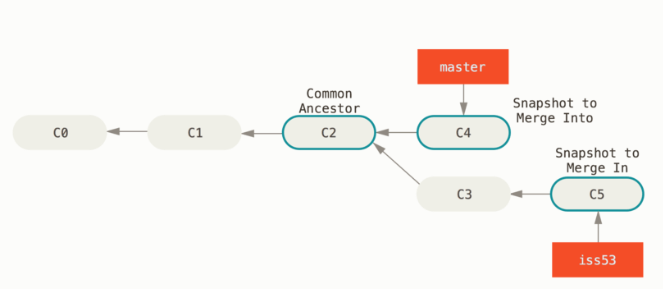 master
Common
Ancestor
Snapshot to
Merge Into
C0
C1
C2
C4
Snapshot to
Merge In
C3
C5
iss53